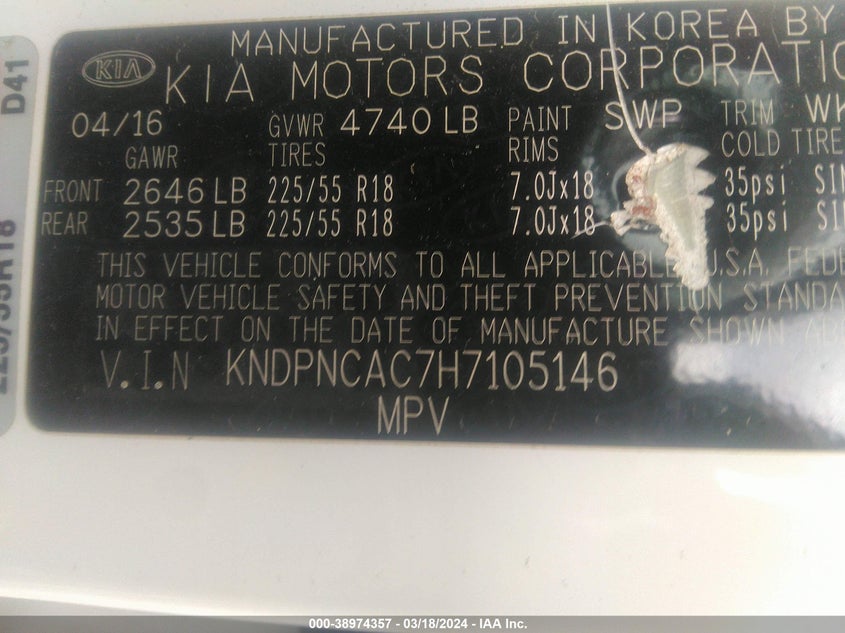 D41
225/55R18
MANUFACTURED IN KOREA BY
KIA KIA MOTORS CORPORATIO
04/16 GVWR 4740 LB PAINT SWP TRIM WK
GAWR TIRES RIMS COLD TIRE
FRONT 2646 LB 225/55 R18 7.0Jx18 35psi SIN
REAR 2535 LB 225/55 R18 7.0Jx18 35psi SIN
THIS VEHICLE CONFORMS TO ALL APPLICABLE U.S.A. FEDE
MOTOR VEHICLE SAFETY AND THEFT PREVENTION STANDA
IN EFFECT ON THE DATE OF MANUFACTURE SHOWN AB
V.I.N KNDPNCAC7H7105146
MPV
000-38974357 - 03/18/2024 - IAA Inc.